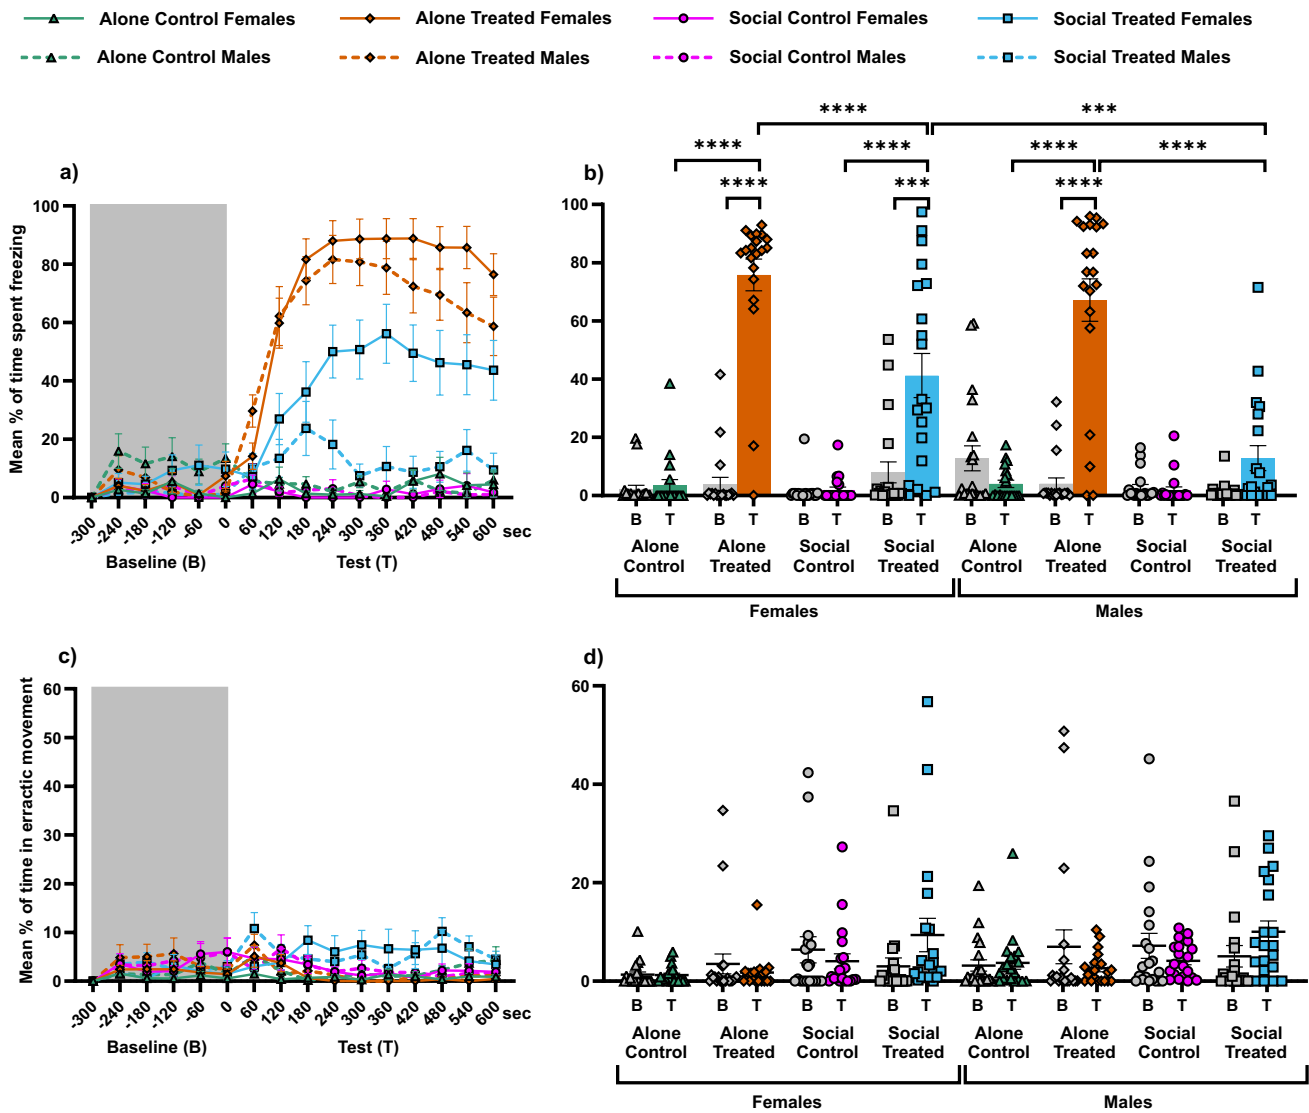 Alone Control Females
Alone Treated Females
Social Control Females
Social Treated Females
Alone Control Males
Alone Treated Males
Social Control Males
Social Treated Males
a)
Mean % of time spent freezing
100
80
60
40
20
0
-300 -240 -180 -120 -60 0 60 120 180 240 300 360 420 480 540 600 sec
Baseline (B) Test (T)
b)
**** ***
**** **** **** ****
**** *** ****
100
80
60
40
20
0
B T B T B T B T B T B T B T B T
Alone Alone Social Social Alone Alone Social Social
Control Treated Control Treated Control Treated Control Treated
Females Males
c)
Mean % of time in erractic movement
60
50
40
30
20
10
0
-300 -240 -180 -120 -60 0 60 120 180 240 300 360 420 480 540 600 sec
Baseline (B) Test (T)
d)
60
40
20
0
B T B T B T B T B T B T B T B T
Alone Alone Social Social Alone Alone Social Social
Control Treated Control Treated Control Treated Control Treated
Females Males